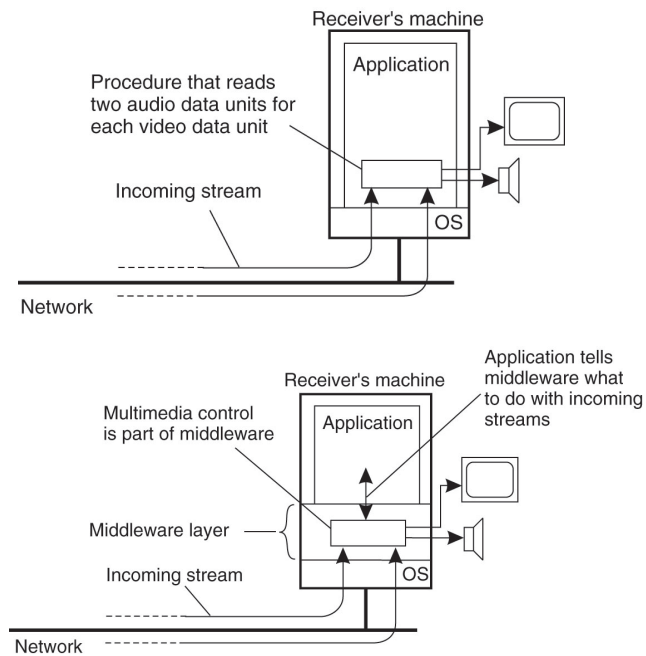 Receiver's machine
Application
Procedure that reads
two audio data units for
each video data unit
Incoming stream
OS
Network
Application tells
middleware what
to do with incoming
streams
Receiver's machine
Multimedia control
is part of middleware
Application
Middleware layer
Incoming stream
OS
Network